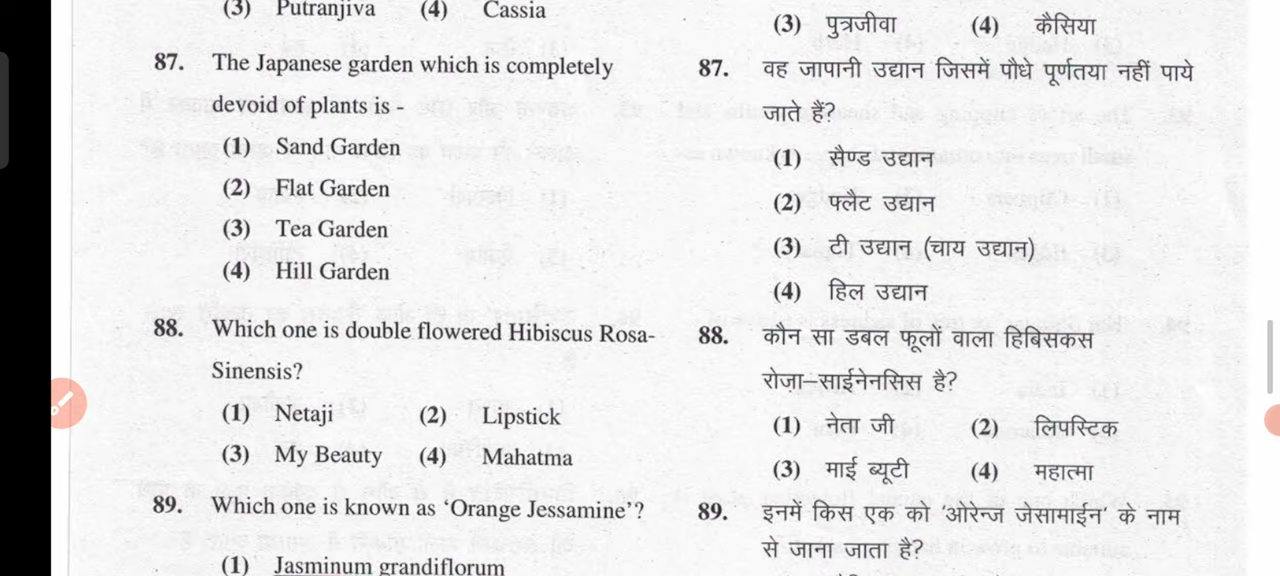 (3) Putranjiva (4) Cassia
87. The Japanese garden which is completely
devoid of plants is -
(1) Sand Garden
(2) Flat Garden
(3) Tea Garden
(4) Hill Garden
88. Which one is double flowered Hibiscus Rosa-
Sinensis?
(1) Netaji (2) Lipstick
(3) My Beauty (4) Mahatma
89. Which one is known as ‘Orange Jessamine’?
(1) Jasminum grandiflorum
(3) पुत्रजीवा (4) कैसिया
87. वह जापानी उद्यान जिसमें पौधे पूर्णतया नहीं पाये
जाते हैं?
(1) सैण्ड उद्यान
(2) फ्लैट उद्यान
(3) टी उद्यान (चाय उद्यान)
(4) हिल उद्यान
88. कौन सा डबल फूलों वाला हिबिसकस
रोज़ा–साईनेनसिस है?
(1) नेता जी (2) लिपस्टिक
(3) माई ब्यूटी (4) महात्मा
89. इनमें किस एक को ‘ओरेन्ज जेसामाईन’ के नाम
से जाना जाता है?